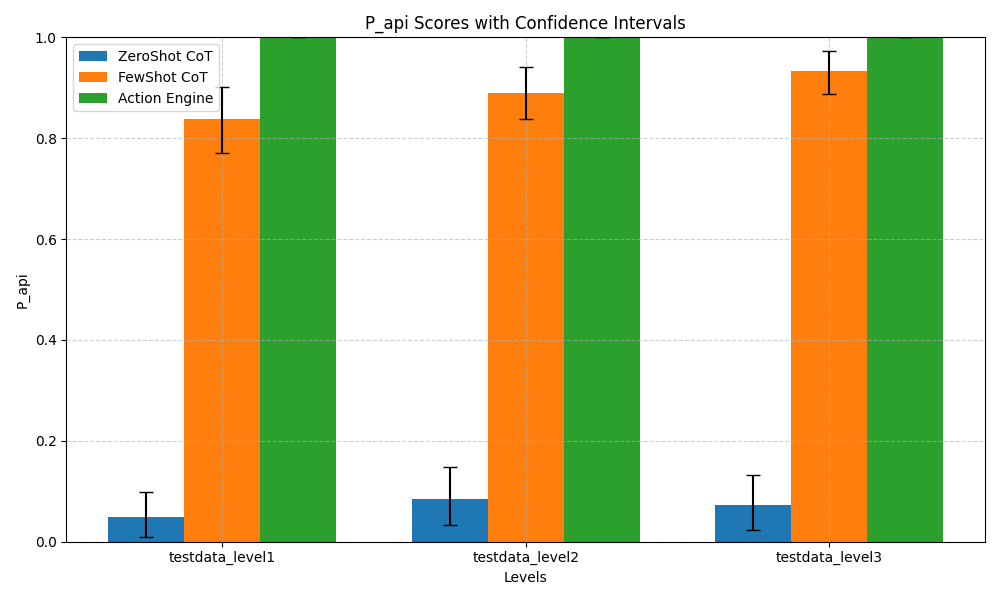 P_api Scores with Confidence Intervals
ZeroShot CoT
FewShot CoT
Action Engine
1.0
0.8
0.6
0.4
0.2
0.0
P_api
testdata_level1
testdata_level2
testdata_level3
Levels